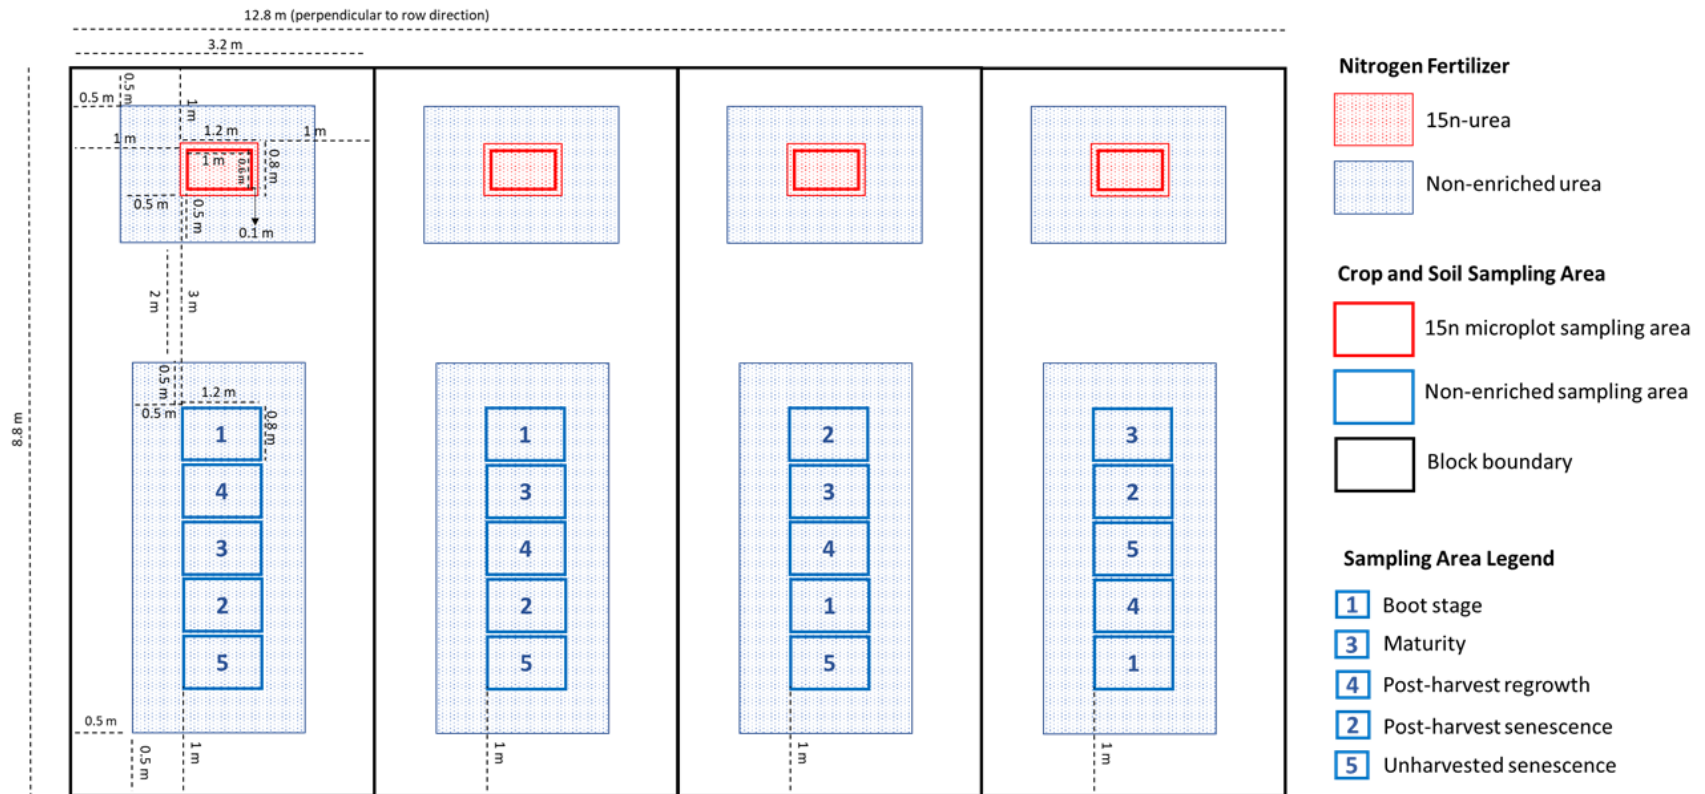 12.8 m (perpendicular to row direction)
3.2 m
8.8 m
0.5 m
0.5 m
1 m
1 m
1.2 m
1 m
1 m
0.6 m
0.8 m
0.5 m
0.5 m
0.1 m
2 m
3 m
0.5 m
1.2 m
0.5 m
0.8 m
1
4
3
2
5
0.5 m
0.5 m
1 m
1
3
4
2
5
1 m
2
3
4
1
5
1 m
3
2
5
4
1
1 m
Nitrogen Fertilizer
15n-urea
Non-enriched urea
Crop and Soil Sampling Area
15n microplot sampling area
Non-enriched sampling area
Block boundary
Sampling Area Legend
1 Boot stage
3 Maturity
4 Post-harvest regrowth
2 Post-harvest senescence
5 Unharvested senescence